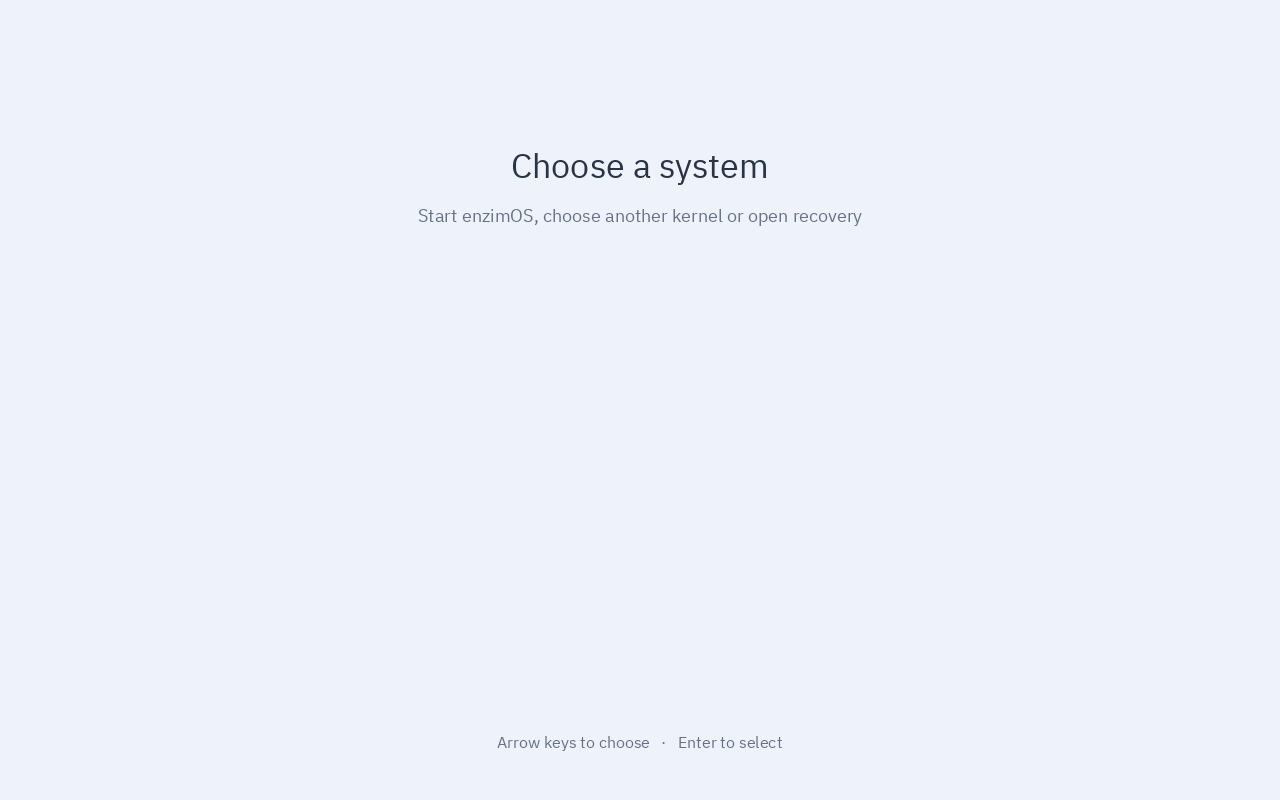 Choose a system
Start enzimOS, choose another kernel or open recovery
Arrow keys to choose · Enter to select